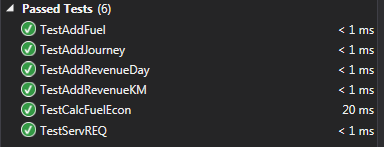 Passed Tests (6)
TestAddFuel < 1 ms
TestAddJourney < 1 ms
TestAddRevenueDay < 1 ms
TestAddRevenueKM < 1 ms
TestCalcFuelEcon 20 ms
TestServREQ < 1 ms